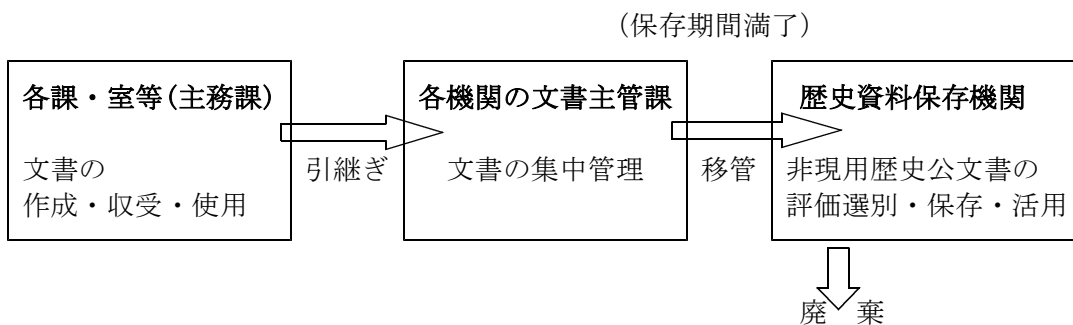 (保存期間満了)
各課・室等(主務課)
文書の
作成・収受・使用
引継ぎ
各機関の文書主管課
文書の集中管理
移管
歴史資料保存機関
非現用歴史公文書の
評価選別・保存・活用
廃 棄